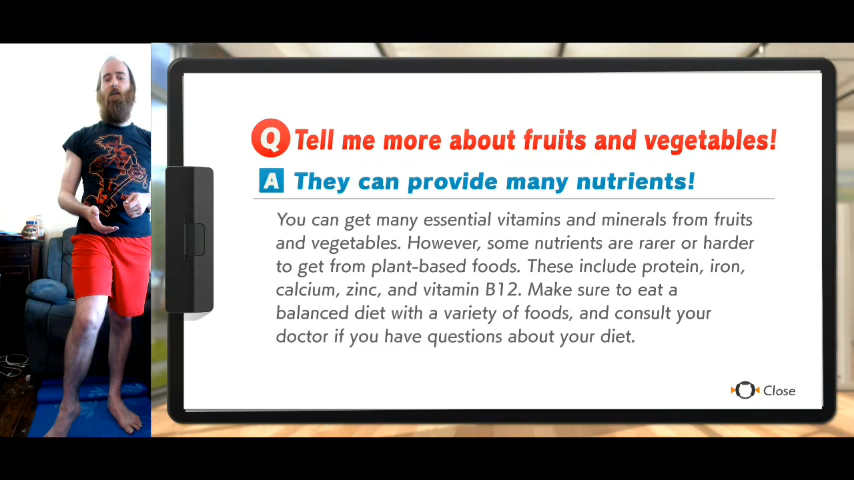 Q Tell me more about fruits and vegetables!
A They can provide many nutrients!
You can get many essential vitamins and minerals from fruits
and vegetables. However, some nutrients are rarer or harder
to get from plant-based foods. These include protein, iron,
calcium, zinc, and vitamin B12. Make sure to eat a
balanced diet with a variety of foods, and consult your
doctor if you have questions about your diet.
Close